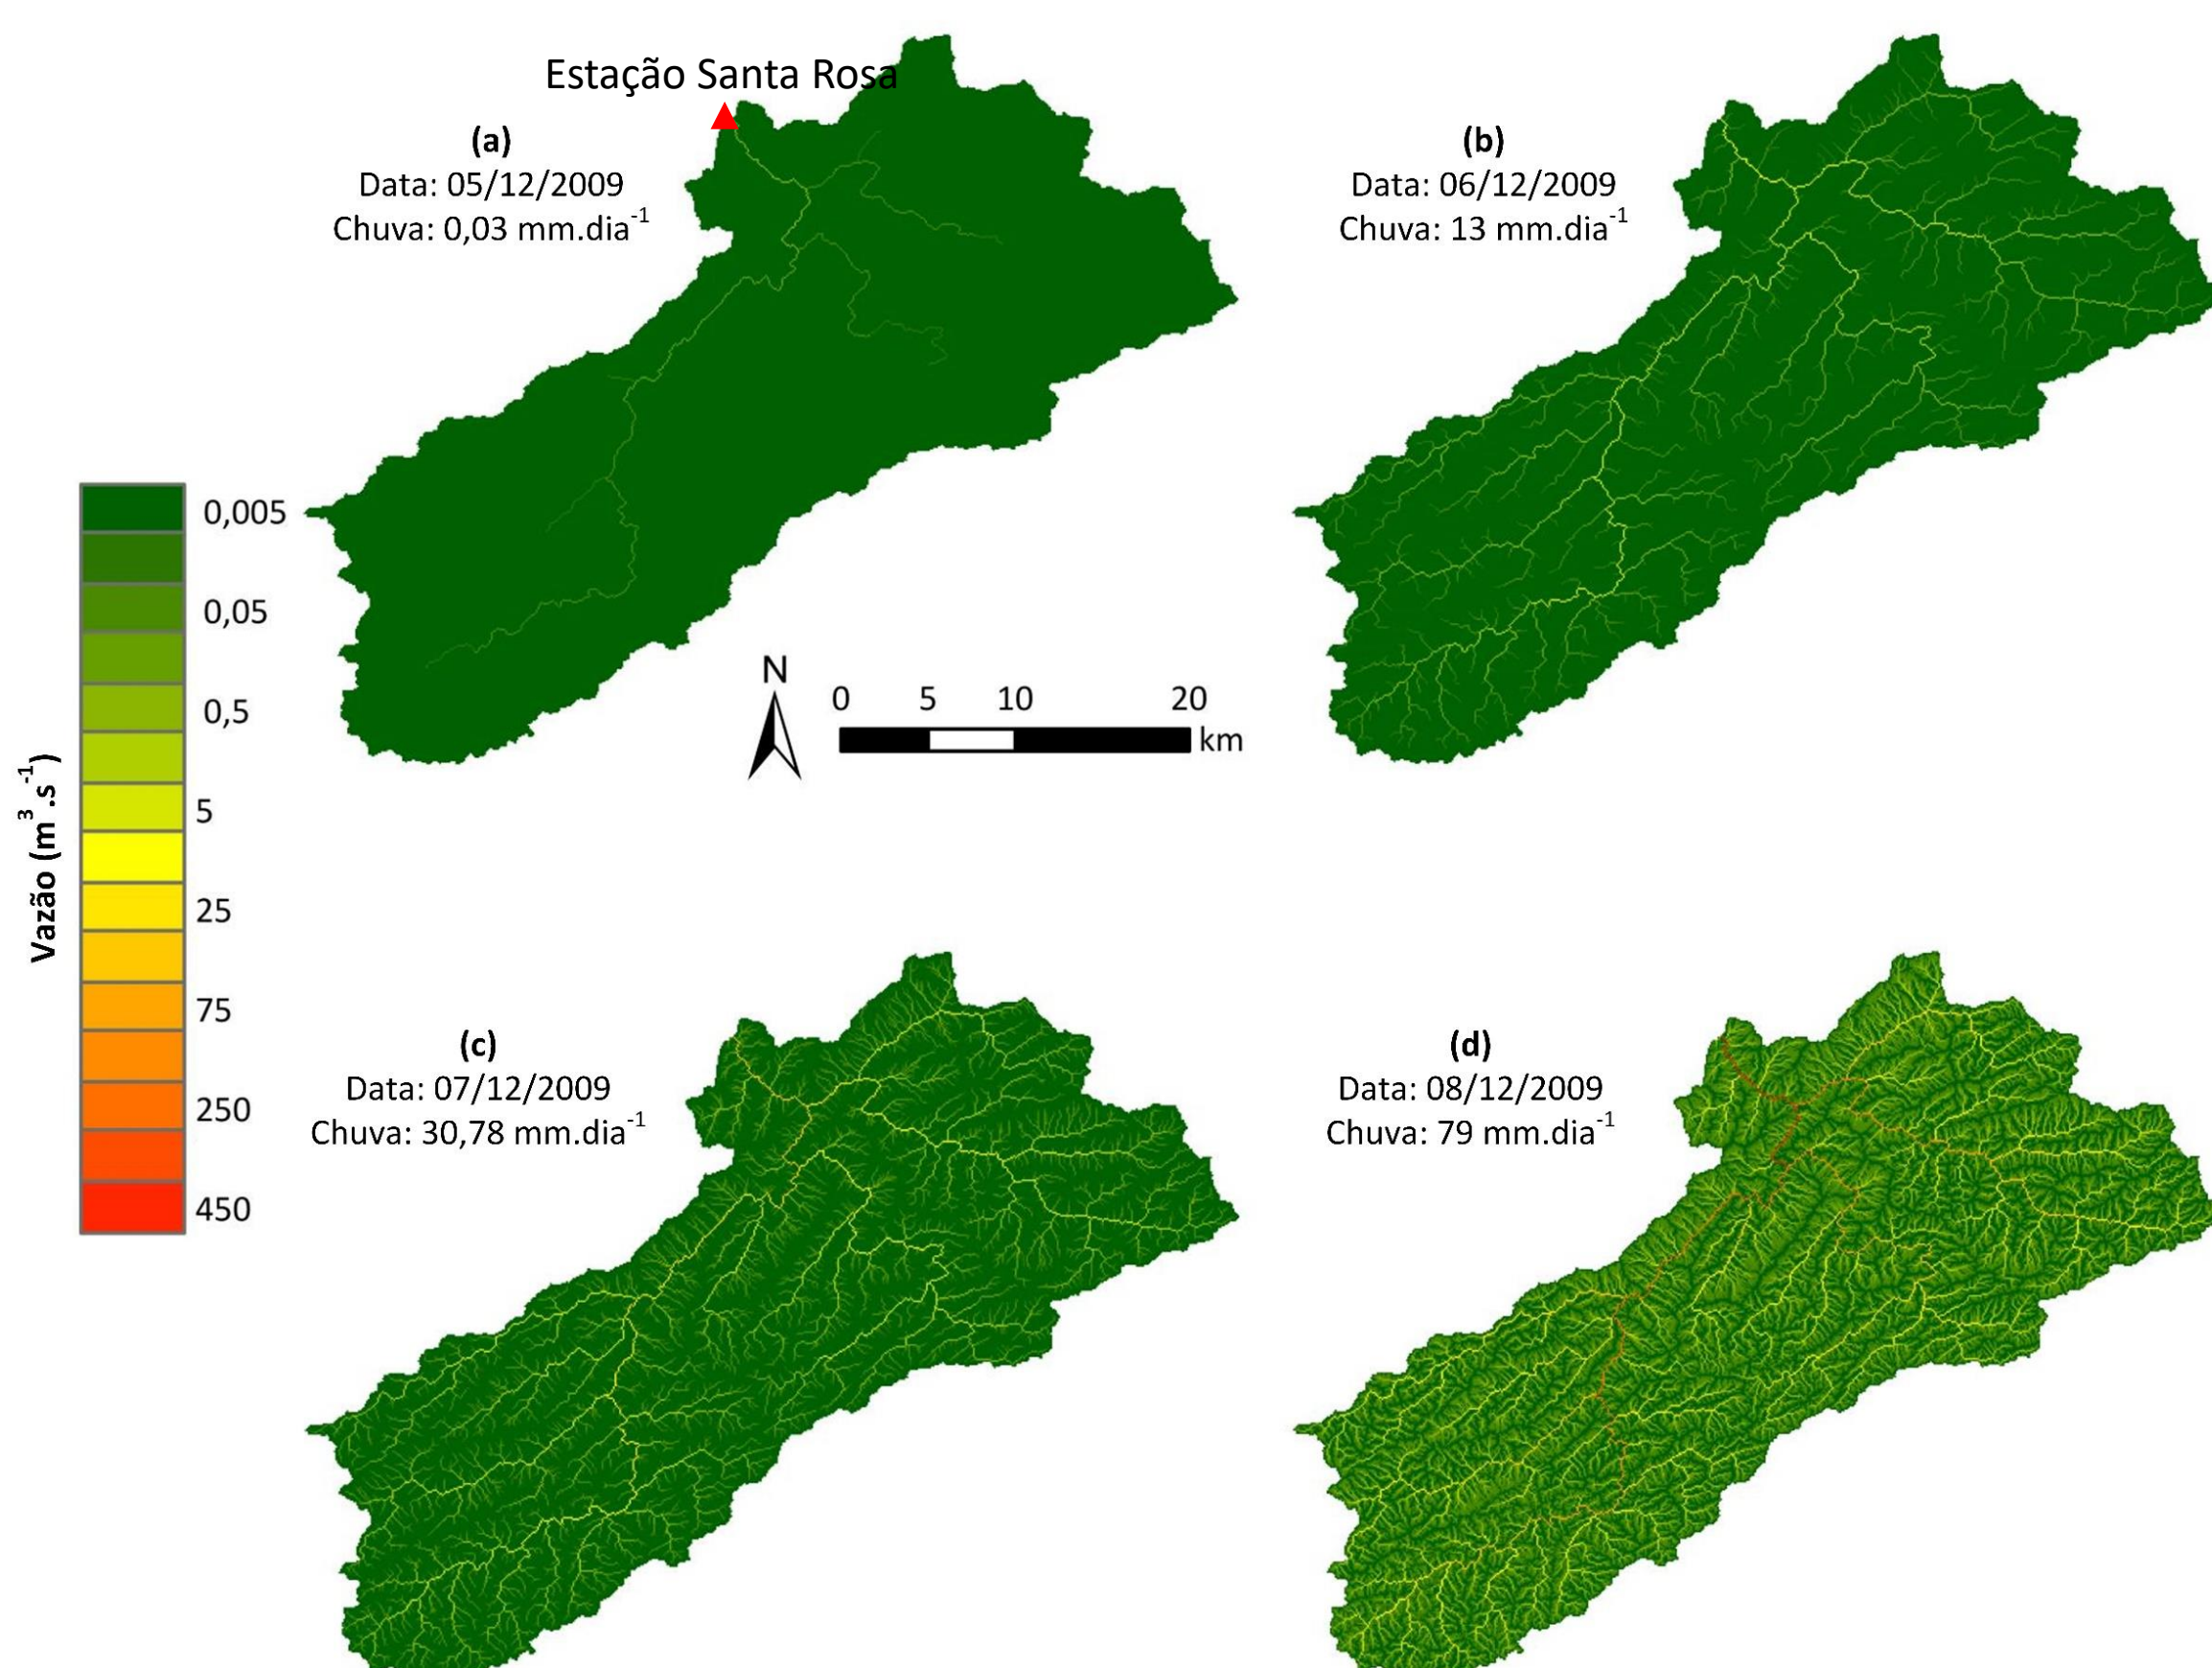 Estação Santa Rosa
(a)
Data: 05/12/2009
Chuva: 0,03 mm.dia⁻¹
(b)
Data: 06/12/2009
Chuva: 13 mm.dia⁻¹
Vazão (m³.s⁻¹)
0,005
0,05
0,5
5
25
75
250
450
N
0 5 10 20
km
(c)
Data: 07/12/2009
Chuva: 30,78 mm.dia⁻¹
(d)
Data: 08/12/2009
Chuva: 79 mm.dia⁻¹